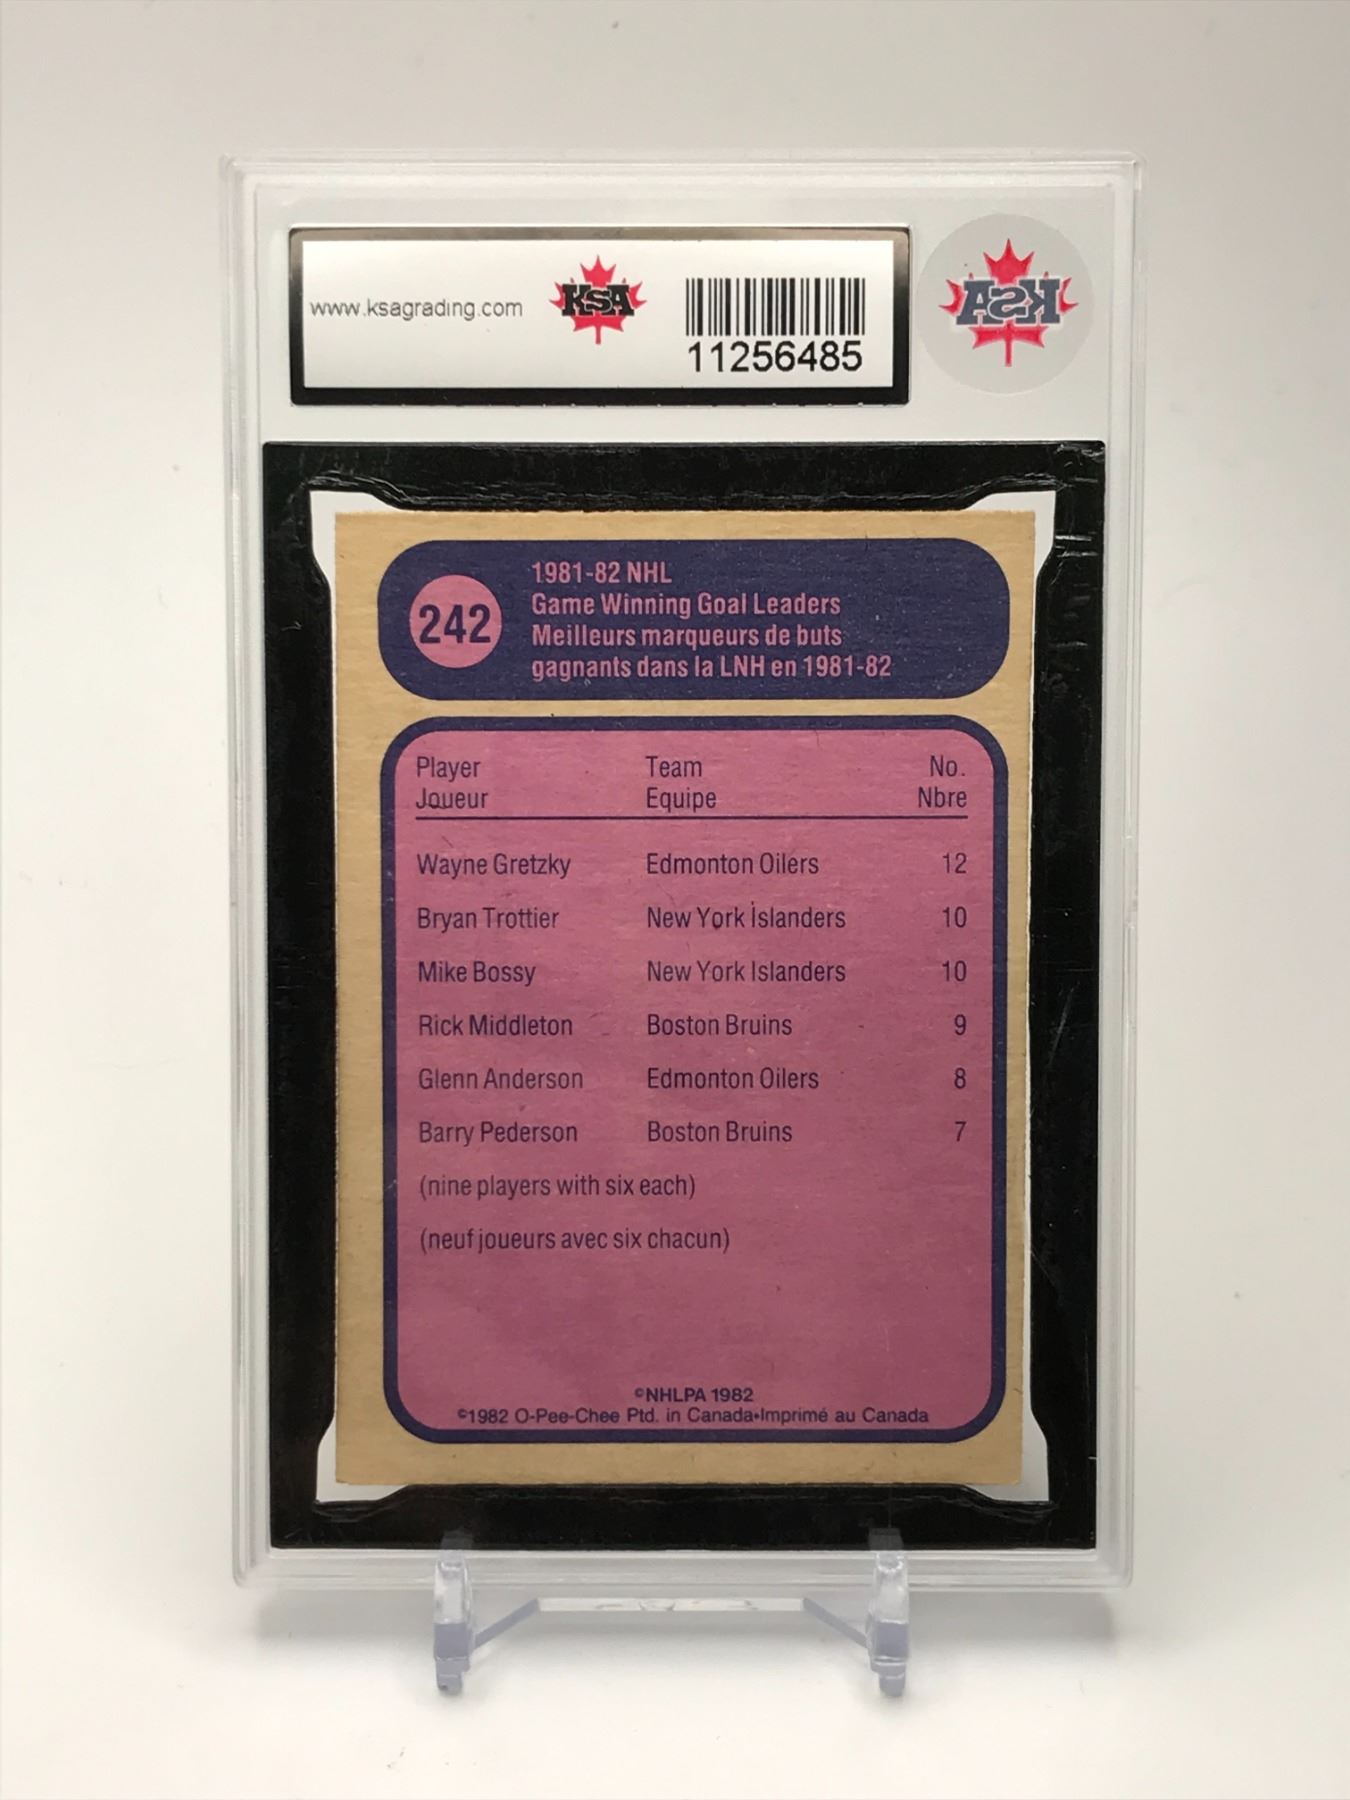 www.ksagrading.com
KSA
11256485
KSA
242
1981-82 NHL
Game Winning Goal Leaders
Meilleurs marqueurs de buts
gagnants dans la LNH en 1981-82
Player Team No.
Joueur Equipe Nbre
Wayne Gretzky Edmonton Oilers 12
Bryan Trottier New York Islanders 10
Mike Bossy New York Islanders 10
Rick Middleton Boston Bruins 9
Glenn Anderson Edmonton Oilers 8
Barry Pederson Boston Bruins 7
(nine players with six each)
(neuf joueurs avec six chacun)
©NHLPA 1982
©1982 O-Pee-Chee Ptd. in Canada•Imprimé au Canada